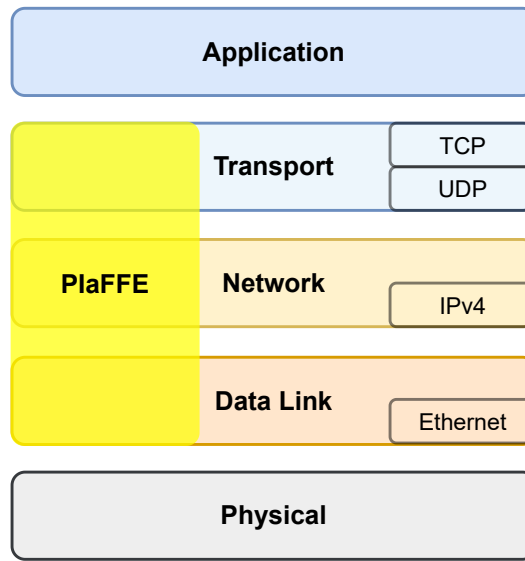 Application
Transport
TCP
UDP
PlaFFE
Network
IPv4
Data Link
Ethernet
Physical